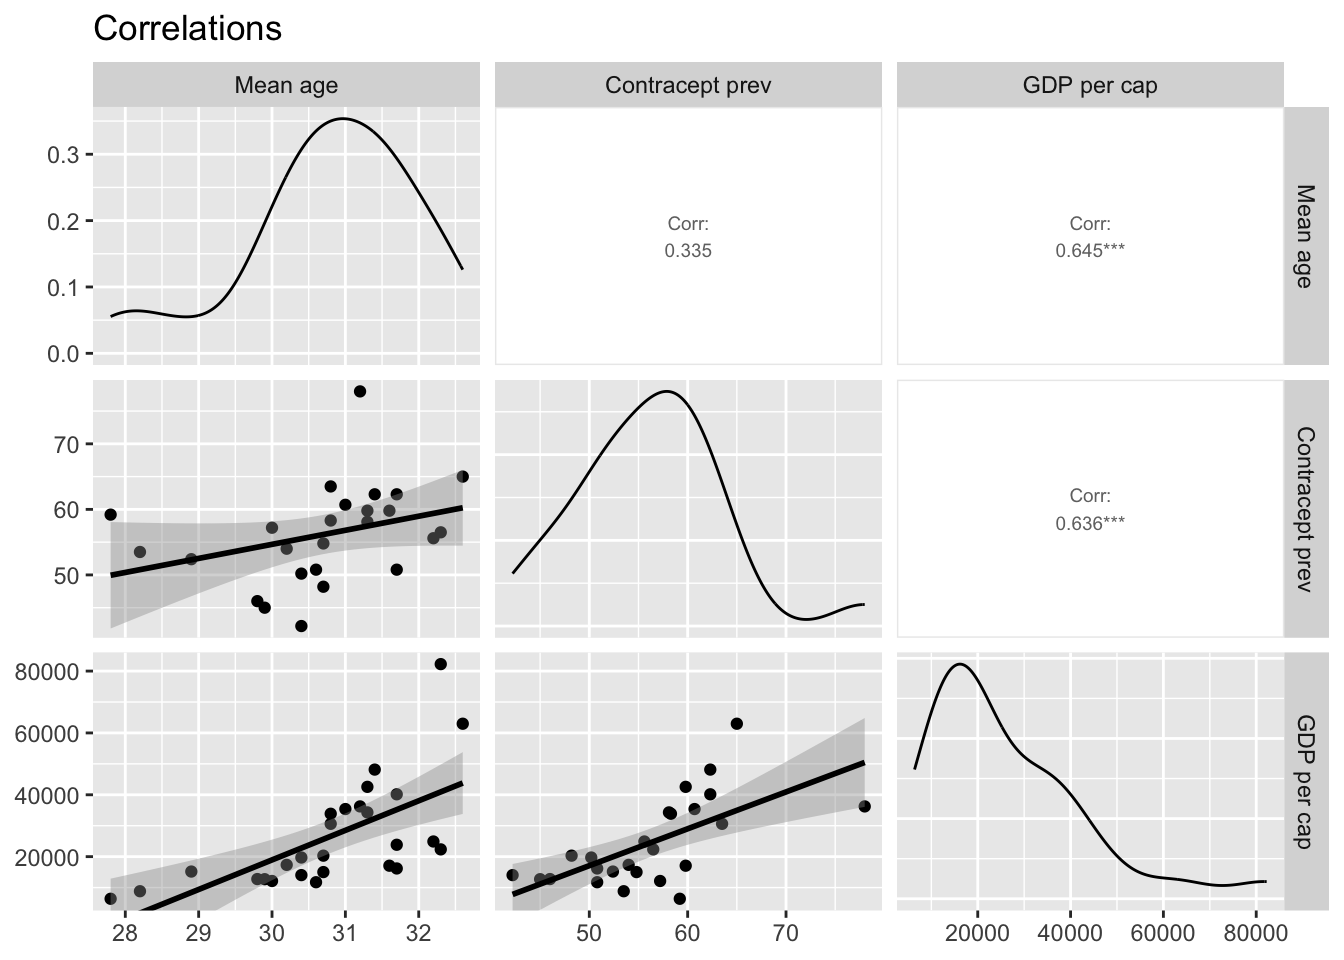 Correlations
Mean age
Contracept prev
GDP per cap
0.3
0.2
0.1
0.0
Corr:
0.335
Corr:
0.645***
Mean age
70
60
50
Corr:
0.636***
Contracept prev
80000
60000
40000
20000
GDP per cap
28 29 30 31 32
50 60 70
20000 40000 60000 80000